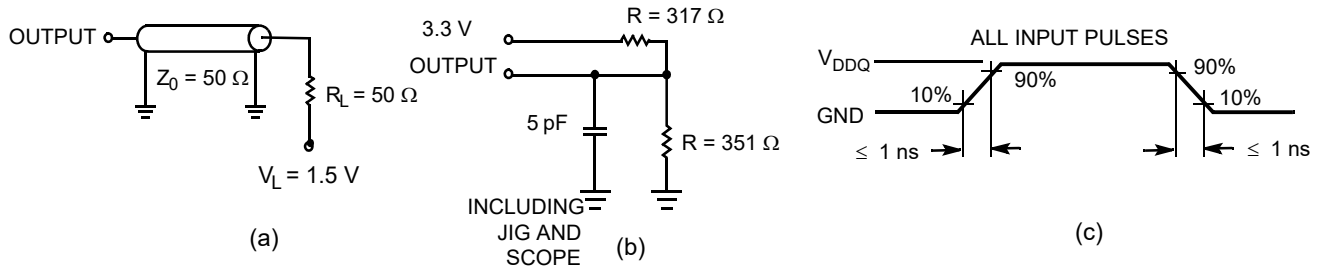 OUTPUT
Z0 = 50 Ω
RL = 50 Ω
VL = 1.5 V
(a)
R = 317 Ω
3.3 V
OUTPUT
5 pF
R = 351 Ω
INCLUDING
JIG AND
SCOPE
(b)
ALL INPUT PULSES
VDDQ
GND
10%
90%
90%
10%
≤ 1 ns
≤ 1 ns
(c)